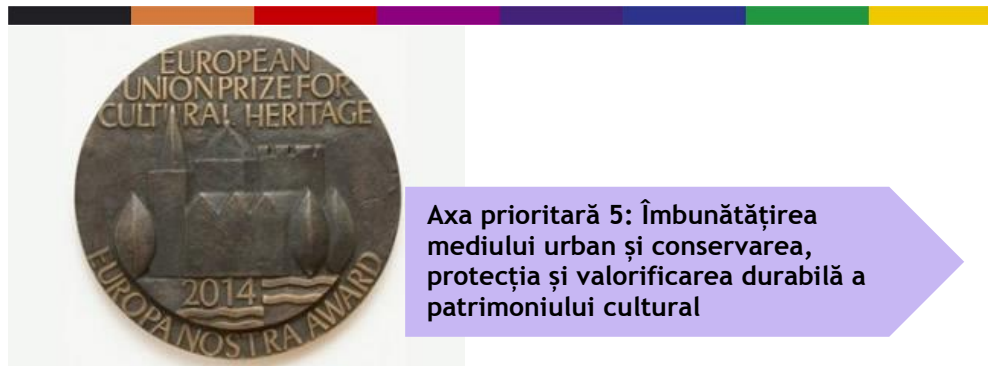 EUROPEAN
UNION PRIZE FOR
CULTURAL HERITAGE
2014
EUROPA NOSTRA AWARD
Axa prioritară 5: Îmbunătățirea
mediului urban și conservarea,
protecția și valorificarea durabilă a
patrimoniului cultural